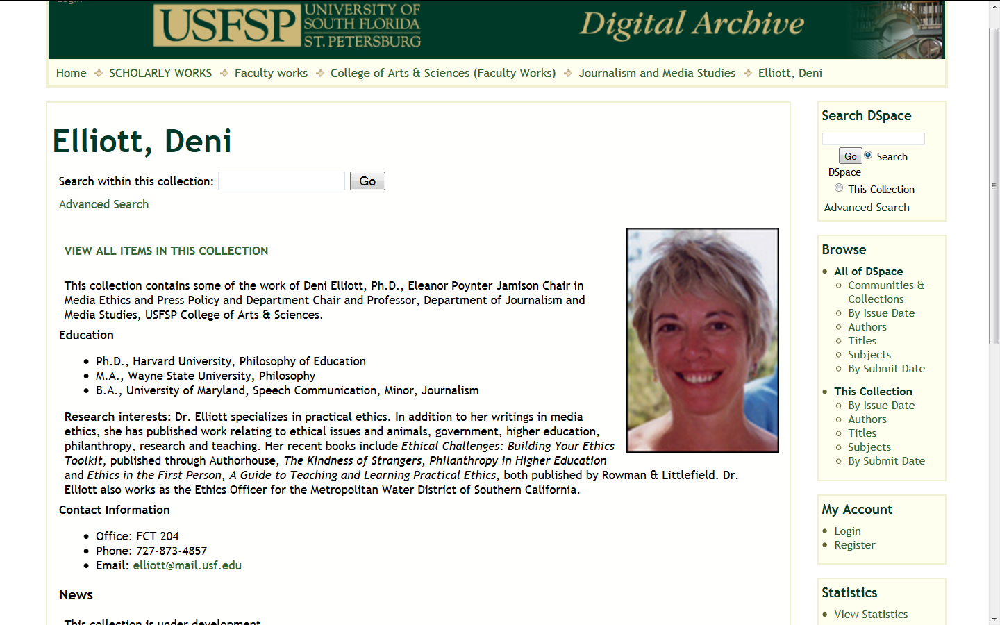 Login
USFSP UNIVERSITY OF
SOUTH FLORIDA
ST. PETERSBURG
Digital Archive
Home SCHOLARLY WORKS Faculty works College of Arts & Sciences (Faculty Works) Journalism and Media Studies Elliott, Deni
Elliott, Deni
Search within this collection: Go
Advanced Search
VIEW ALL ITEMS IN THIS COLLECTION
This collection contains some of the work of Deni Elliott, Ph.D., Eleanor Poynter Jamison Chair in
Media Ethics and Press Policy and Department Chair and Professor, Department of Journalism and
Media Studies, USFSP College of Arts & Sciences.
Education
• Ph.D., Harvard University, Philosophy of Education
• M.A., Wayne State University, Philosophy
• B.A., University of Maryland, Speech Communication, Minor, Journalism
Research interests: Dr. Elliott specializes in practical ethics. In addition to her writings in media
ethics, she has published work relating to ethical issues and animals, government, higher education,
philanthropy, research and teaching. Her recent books include Ethical Challenges: Building Your Ethics
Toolkit, published through Authorhouse, The Kindness of Strangers, Philanthropy in Higher Education
and Ethics in the First Person, A Guide to Teaching and Learning Practical Ethics, both published by Rowman & Littlefield. Dr.
Elliott also works as the Ethics Officer for the Metropolitan Water District of Southern California.
Contact Information
• Office: FCT 204
• Phone: 727-873-4857
• Email: elliott@mail.usf.edu
News
This collection is under development
Search DSpace
Go Search
DSpace
This Collection
Advanced Search
Browse
• All of DSpace
Communities &
Collections
By Issue Date
Authors
Titles
Subjects
By Submit Date
• This Collection
By Issue Date
Authors
Titles
Subjects
By Submit Date
My Account
• Login
• Register
Statistics
• View Statistics